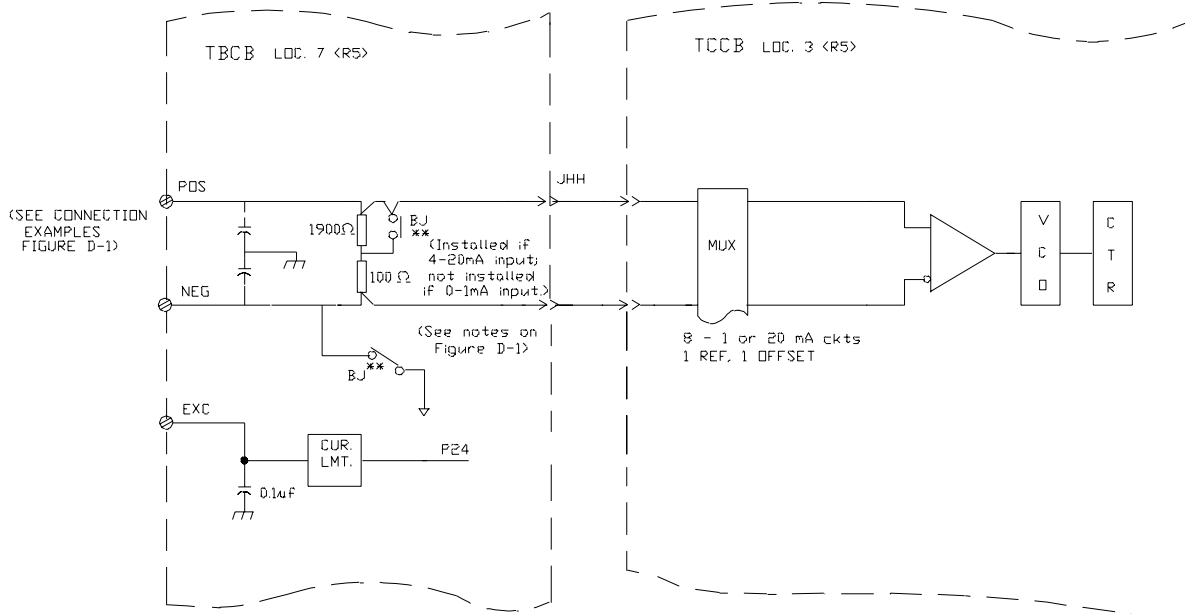 TBCB LOC. 7 <R5>
TCCB LOC. 3 <R5>
POS
JHH
(SEE CONNECTION
EXAMPLES
FIGURE D-1)
1900Ω
BJ
**
(Installed if
4-20mA input;
not installed
if 0-1mA input.)
100 Ω
NEG
MUX
V
C
O
C
T
R
(See notes on
Figure D-1)
8 - 1 or 20 mA ckts
1 REF, 1 OFFSET
BJ **
EXC
CUR.
LMT.
P24
0.1uF